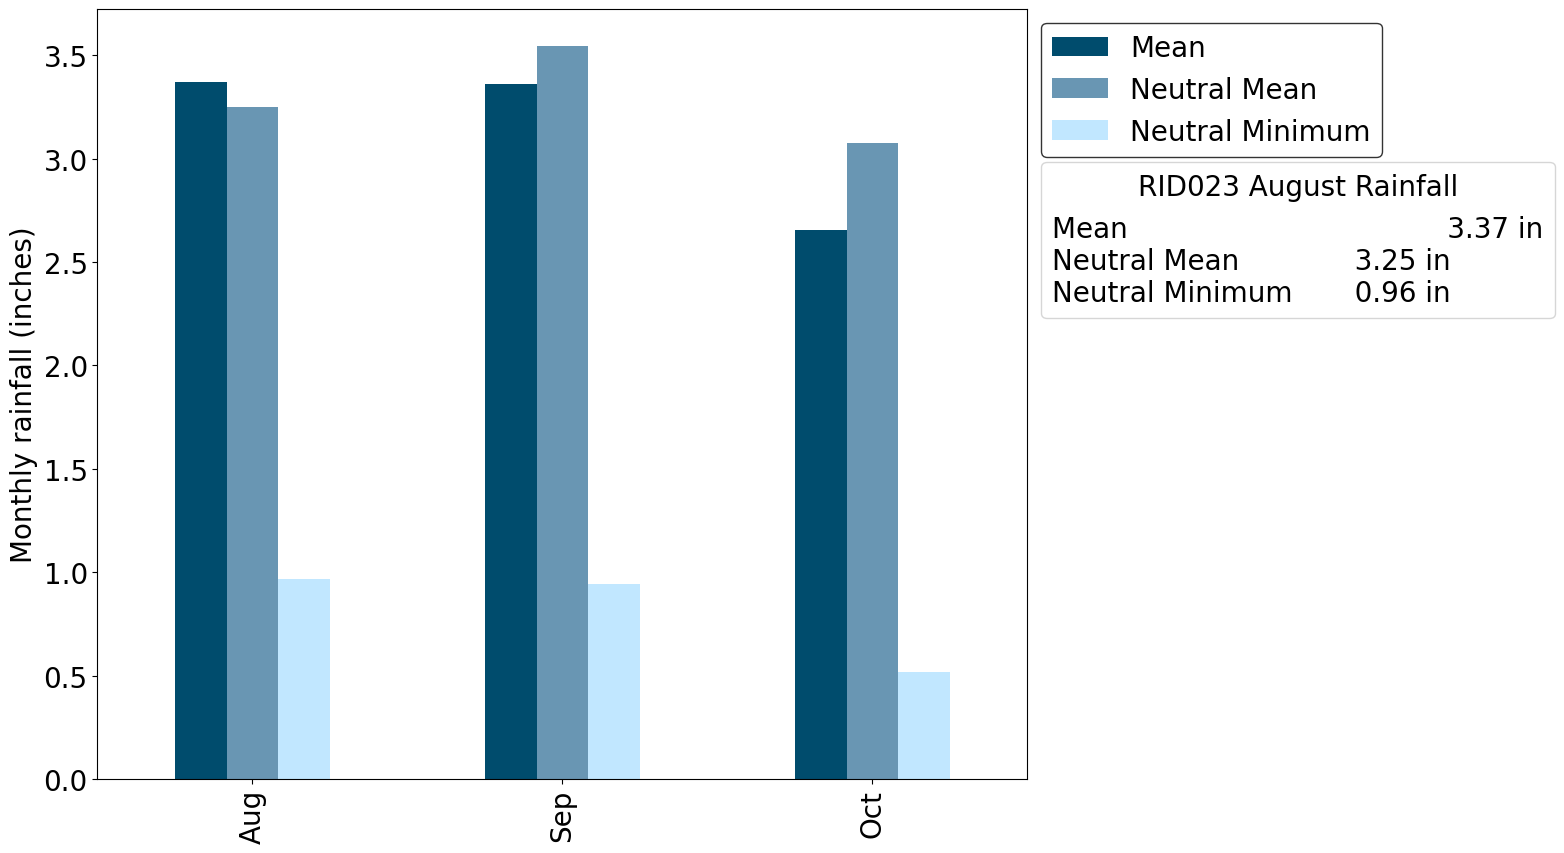 Monthly rainfall (inches)
3.5
3.0
2.5
2.0
1.5
1.0
0.5
0.0
Aug
Sep
Oct
Mean
Neutral Mean
Neutral Minimum
RID023 August Rainfall
Mean 3.37 in
Neutral Mean 3.25 in
Neutral Minimum 0.96 in